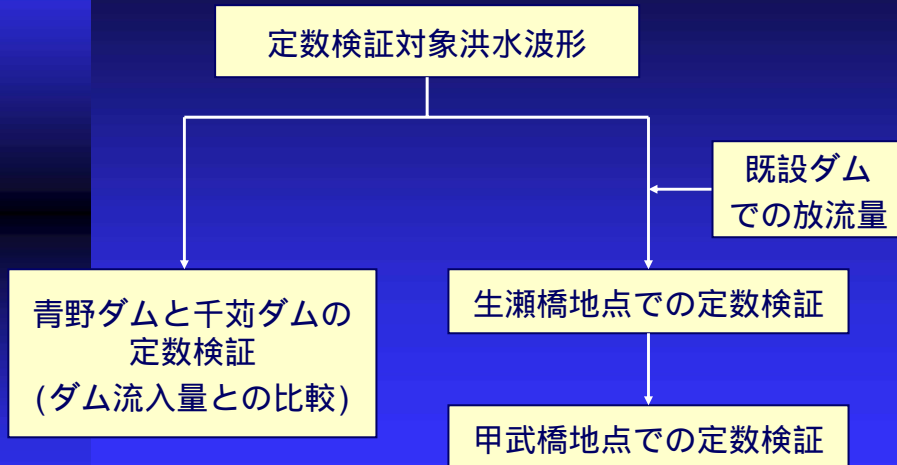 定数検証対象洪水波形
既設ダム
での放流量
青野ダムと千苅ダムの
定数検証
(ダム流入量との比較)
生瀬橋地点での定数検証
甲武橋地点での定数検証